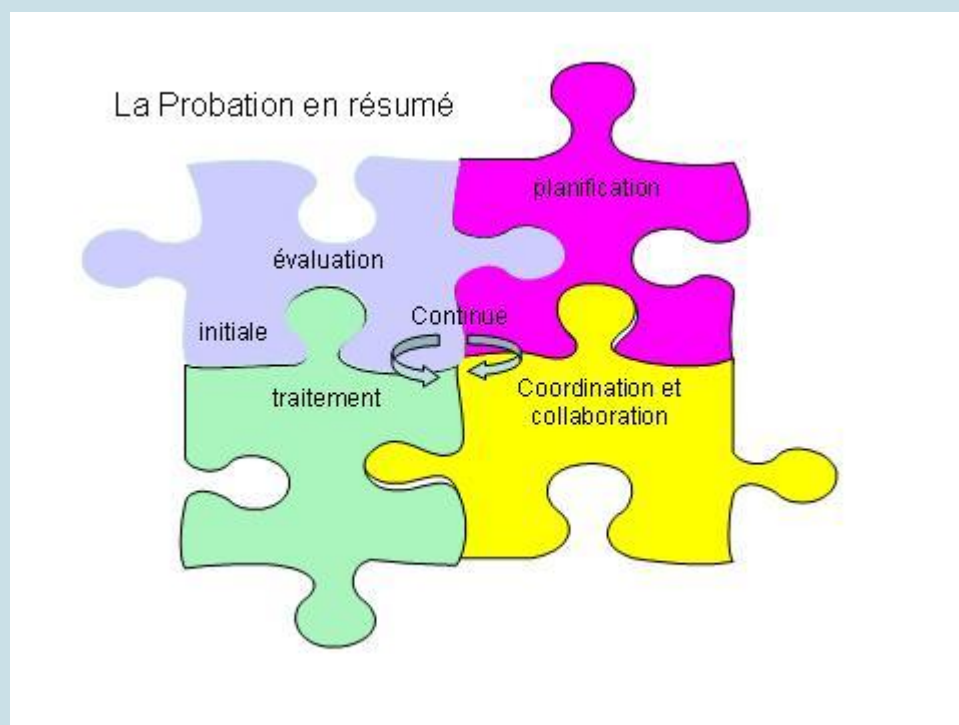 La Probation en résumé
planification
évaluation
initiale
Continue
traitement
Coordination et
collaboration